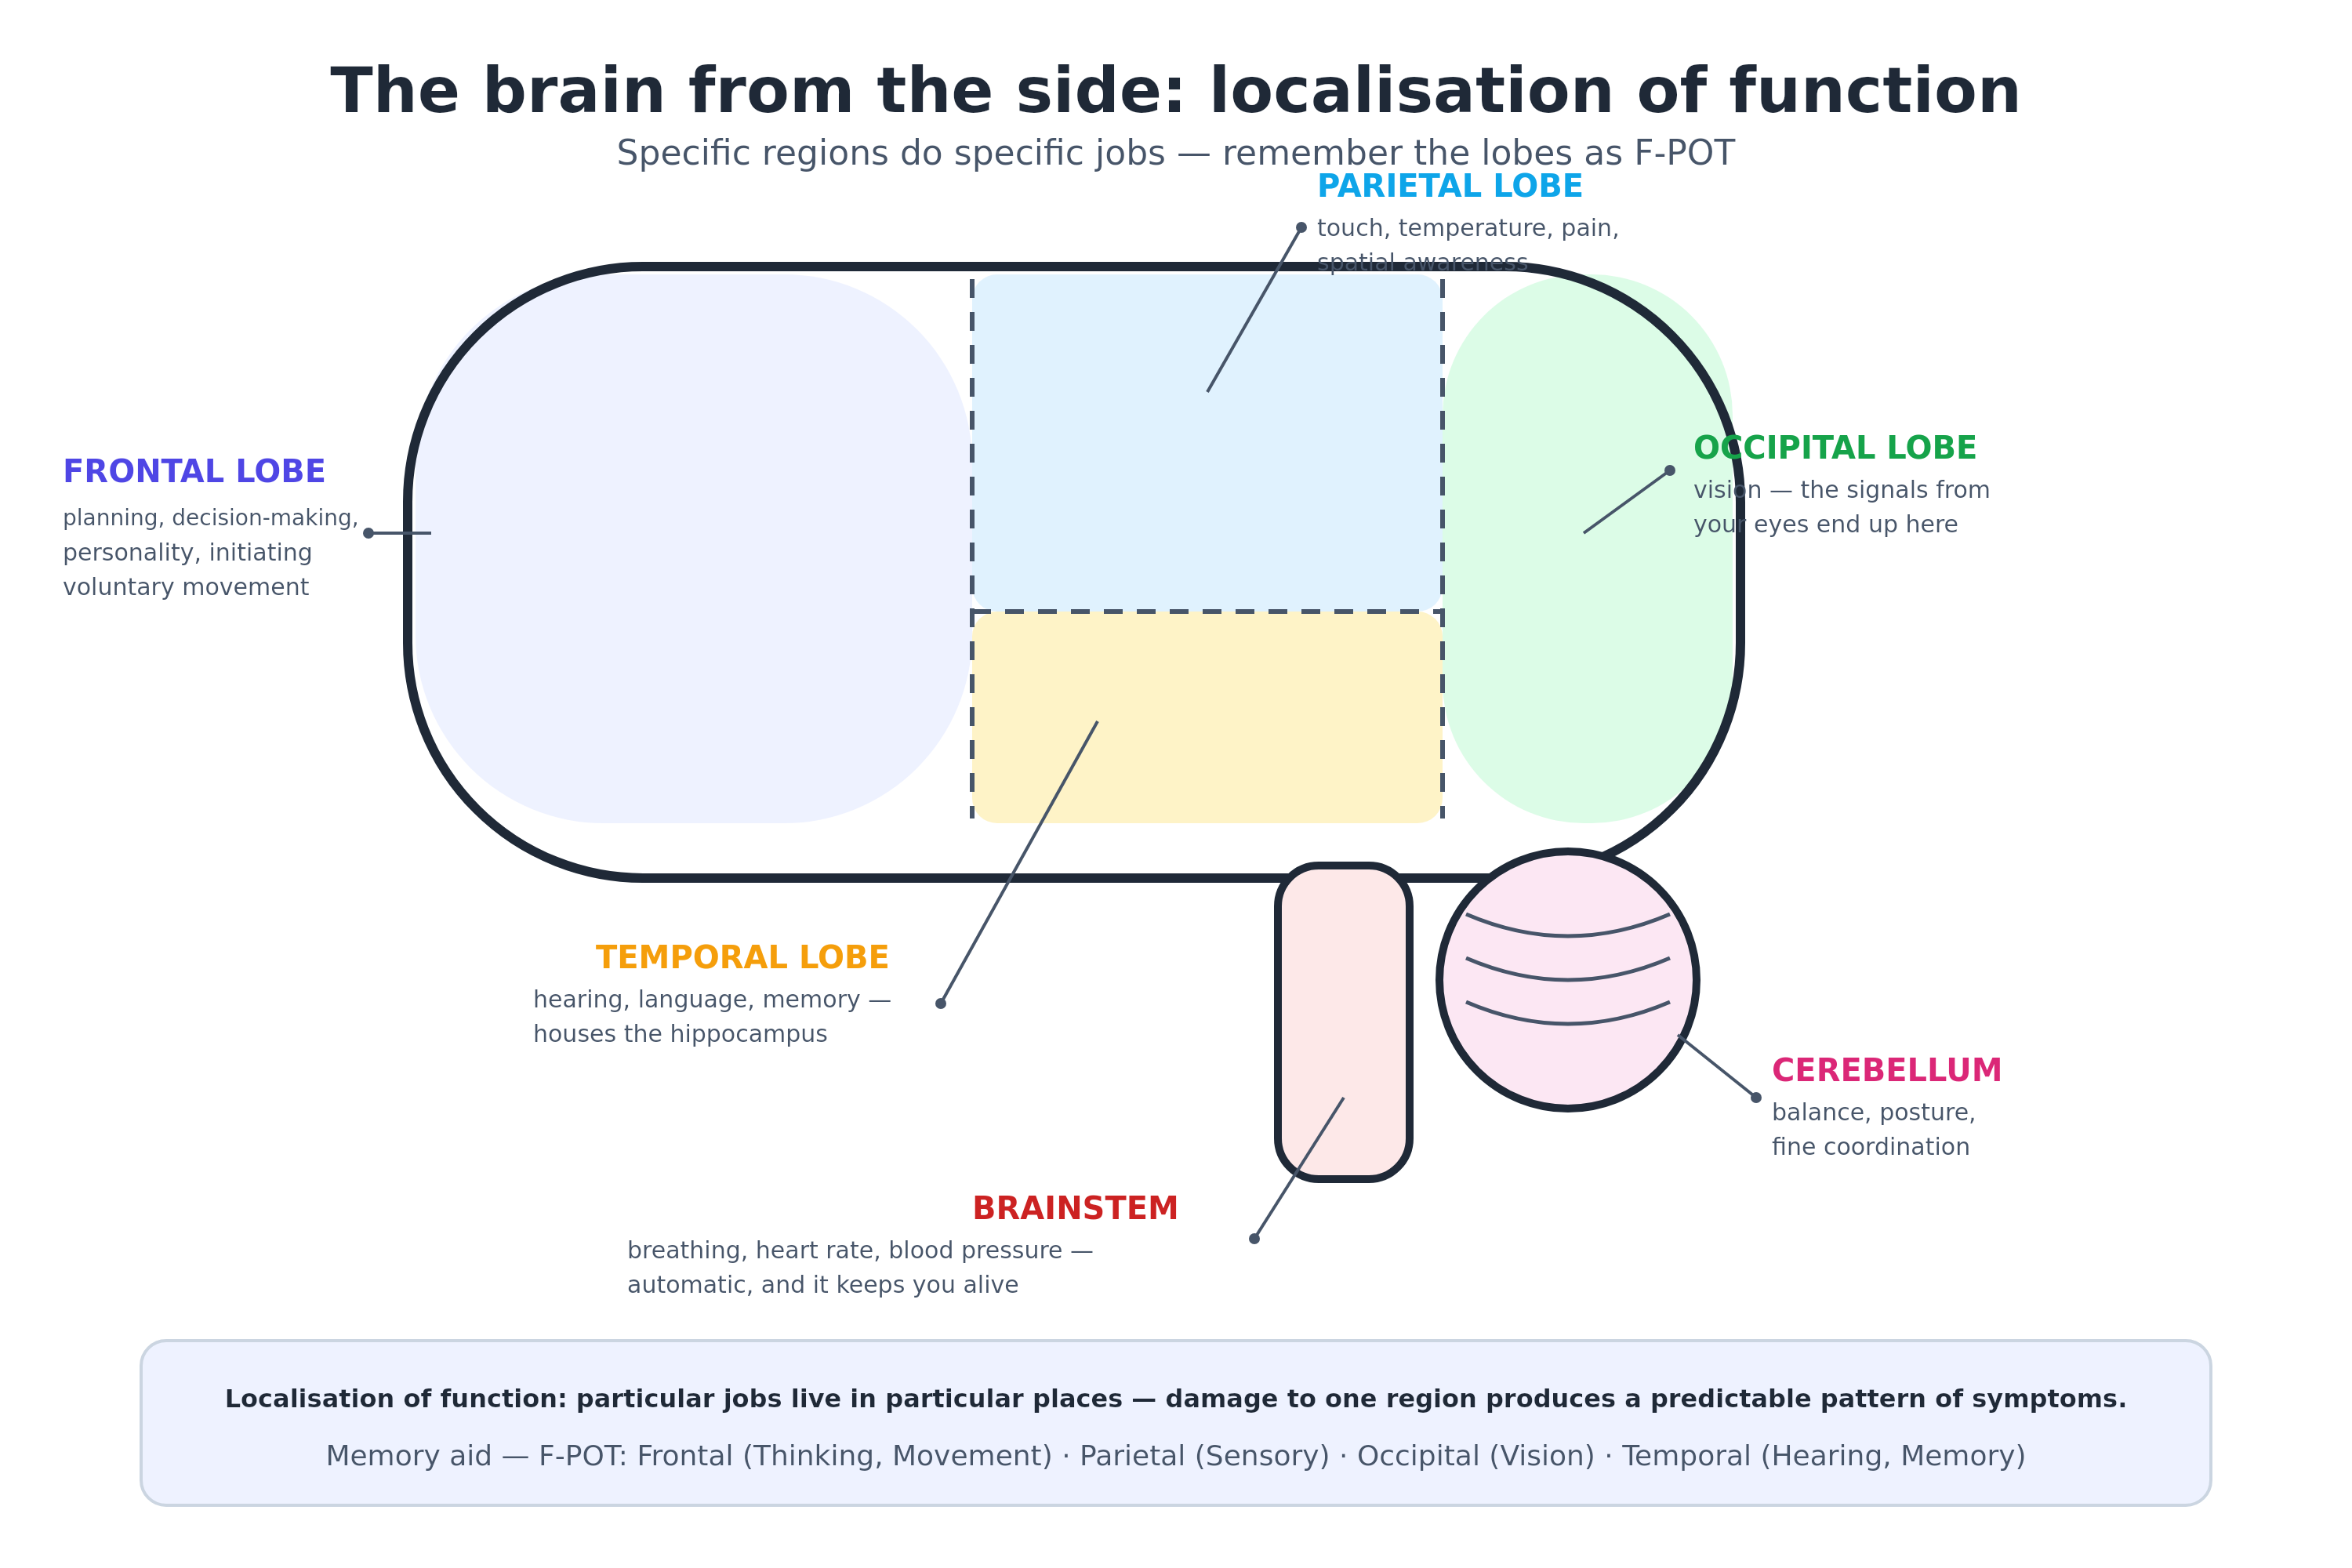 The brain from the side: localisation of function
Specific regions do specific jobs — remember the lobes as F-POT
PARIETAL LOBE
touch, temperature, pain,
spatial awareness
FRONTAL LOBE
planning, decision-making,
personality, initiating
voluntary movement
OCCIPITAL LOBE
vision — the signals from
your eyes end up here
TEMPORAL LOBE
hearing, language, memory —
houses the hippocampus
CEREBELLUM
balance, posture,
fine coordination
BRAINSTEM
breathing, heart rate, blood pressure —
automatic, and it keeps you alive
Localisation of function: particular jobs live in particular places — damage to one region produces a predictable pattern of symptoms.
Memory aid — F-POT: Frontal (Thinking, Movement) · Parietal (Sensory) · Occipital (Vision) · Temporal (Hearing, Memory)